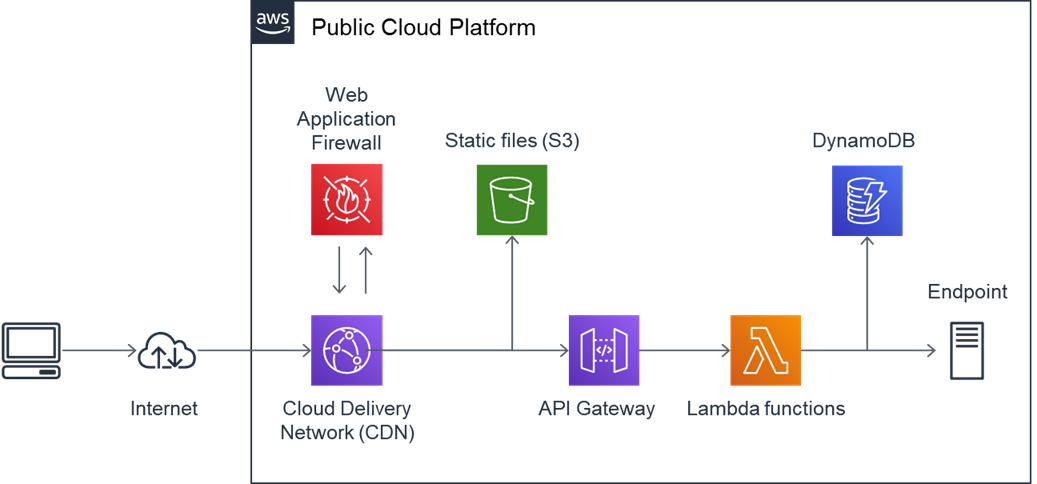 aws
Public Cloud Platform
Web
Application
Firewall
Static files (S3)
DynamoDB
Endpoint
</>
Internet
Cloud Delivery
Network (CDN)
API Gateway
Lambda functions